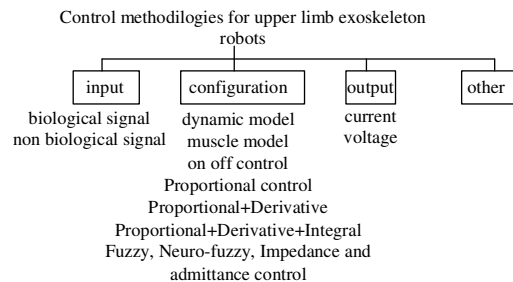 Control methodilogies for upper limb exoskeleton
robots
input
configuration
output
other
biological signal
non biological signal
dynamic model
muscle model
on off control
Proportional control
Proportional+Derivative
Proportional+Derivative+Integral
Fuzzy, Neuro-fuzzy, Impedance and
admittance control
current
voltage